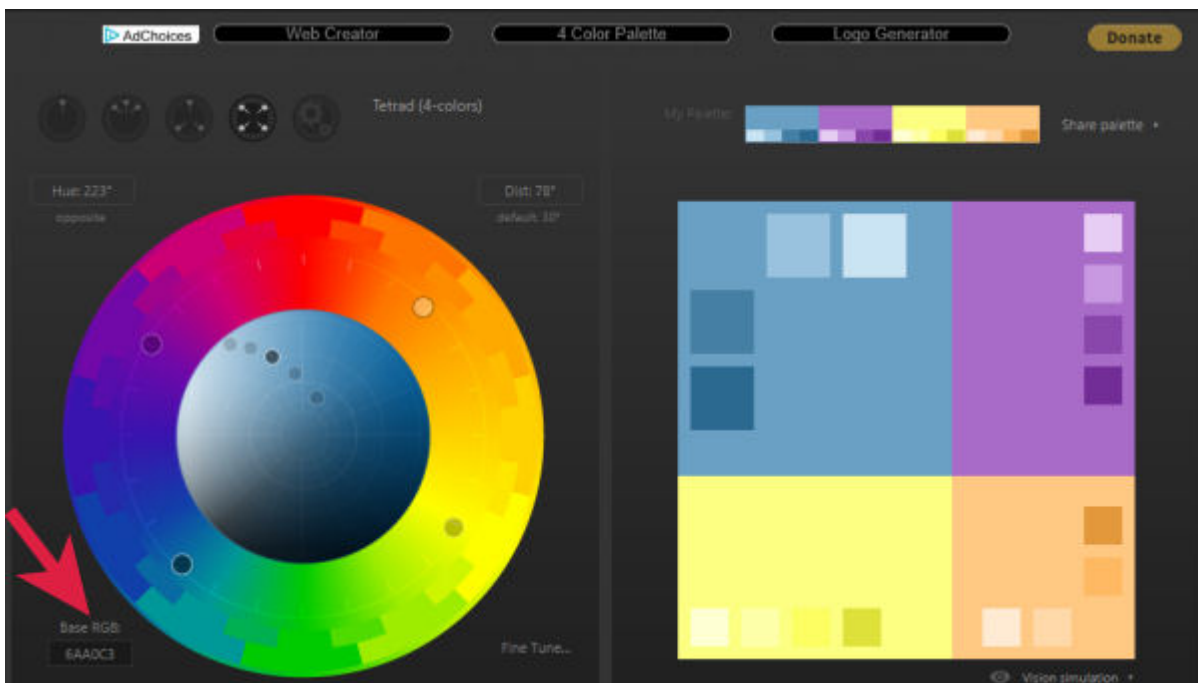 AdChoices
Web Creator
4 Color Palette
Logo Generator
Donate
Tetrad (4-colors)
My Palette:
Share palette
Hue: 223°
opposite
Dist: 78°
default: 30°
Base RGB:
6AA0C3
Fine Tune...
Vision simulation